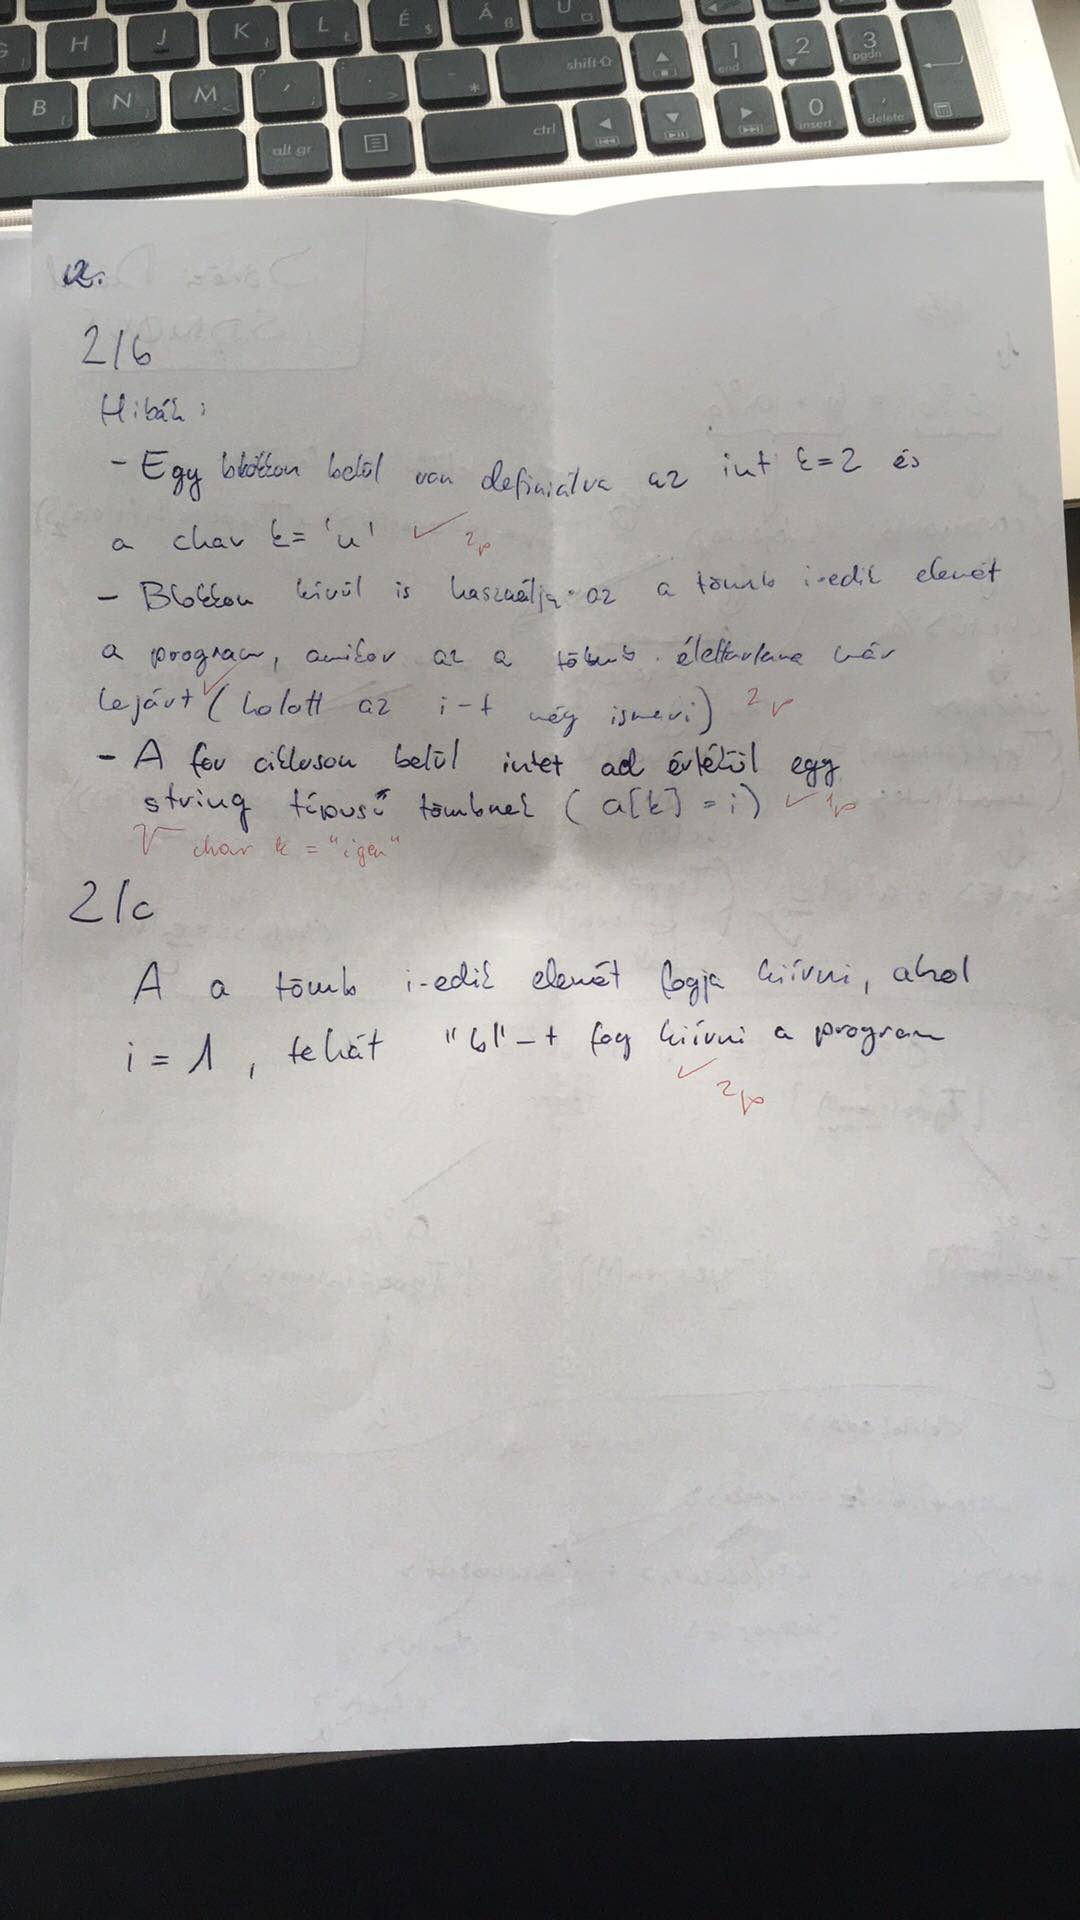 G H J K L Ł É $ Á ß Ú
B N M < ? , ; : . > - * shift ⇧ 1 end 2 3 pgdn
alt gr ctrl 0 insert , delete
2.
2/b
Hibák:
- Egy blokkon belül van definiálva az int k=2 és
a char k= 'u' ✓ 2p
- Blokkon kívül is használja az a tömb i-edik elemét
a program, amikor az a tömb élettartama már
lejárt ✓ (holott az i-t még ismeri) 2p
- A for cikluson belül intet ad értékül egy
string típusú tömbnek (a[k] = i) ✓ 1p
char k = "igen"
2/c
A a tömb i-edik elemét fogja kiírni, ahol
i = 1, tehát "b"-t fog kiírni a program
✓ 2p